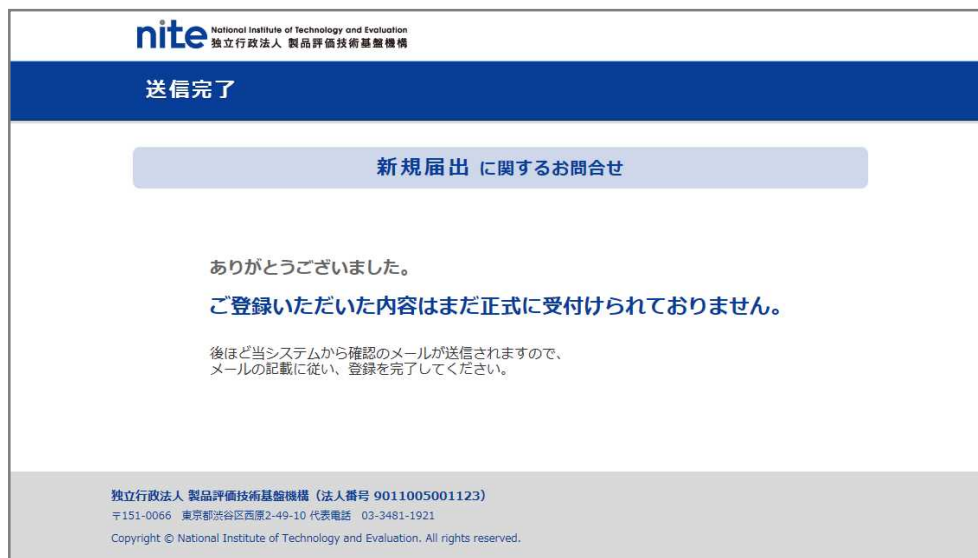 nite National Institute of Technology and Evaluation
独立行政法人 製品評価技術基盤機構
送信完了
新規届出 に関するお問合せ
ありがとうございました。
ご登録いただいた内容はまだ正式に受付けられておりません。
後ほど当システムから確認のメールが送信されますので、
メールの記載に従い、登録を完了してください。
独立行政法人 製品評価技術基盤機構（法人番号 9011005001123）
〒151-0066 東京都渋谷区西原2-49-10 代表電話 03-3481-1921
Copyright © National Institute of Technology and Evaluation. All rights reserved.